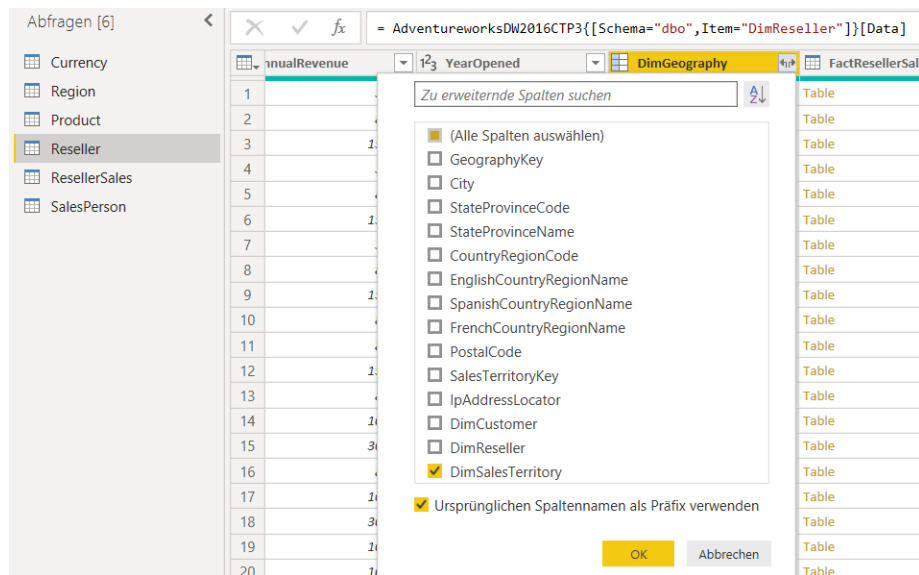 Abfragen [6]
Currency
Region
Product
Reseller
ResellerSales
SalesPerson
fx
= AdventureworksDW2016CTP3{[Schema="dbo",Item="DimReseller"]}[Data]
nnualRevenue 1²3 YearOpened DimGeography FactResellerSal
Zu erweiternde Spalten suchen
A
Z
(Alle Spalten auswählen)
GeographyKey
City
StateProvinceCode
StateProvinceName
CountryRegionCode
EnglishCountryRegionName
SpanishCountryRegionName
FrenchCountryRegionName
PostalCode
SalesTerritoryKey
IpAddressLocator
DimCustomer
DimReseller
DimSalesTerritory
Ursprünglichen Spaltennamen als Präfix verwenden
OK Abbrechen
1 Table
2 Table
3 Table
4 Table
5 Table
6 Table
7 Table
8 Table
9 Table
10 Table
11 Table
12 Table
13 Table
14 Table
15 Table
16 Table
17 Table
18 Table
19 Table
20 Table